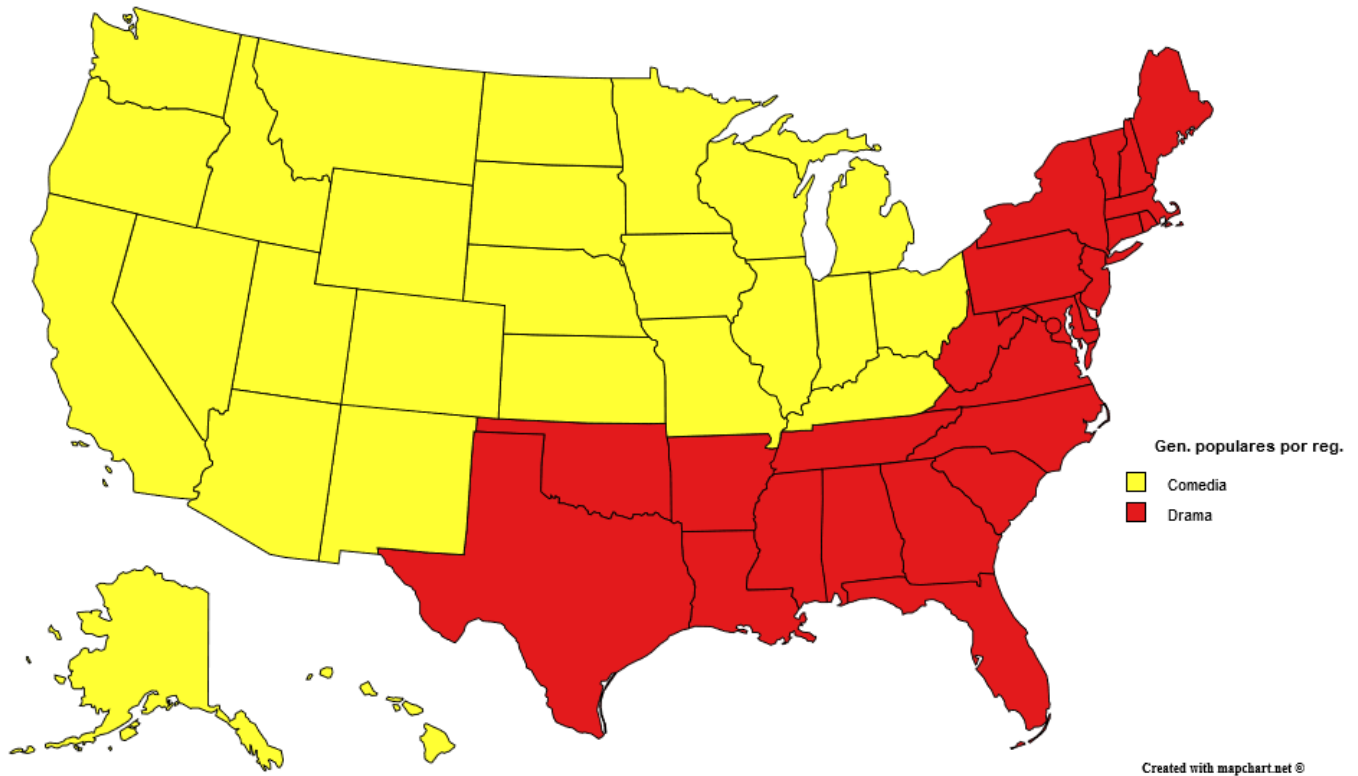 Gen. populares por reg.
Comedia
Drama
Created with mapchart.net ®